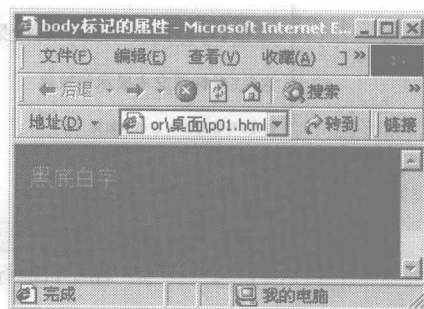 body标记的属性 - Microsoft Internet E...
文件(F) 编辑(E) 查看(V) 收藏(A) »
后退 搜索 »
地址(D) or\桌面\p01.html 转到 链接
黑底白字
完成 我的电脑